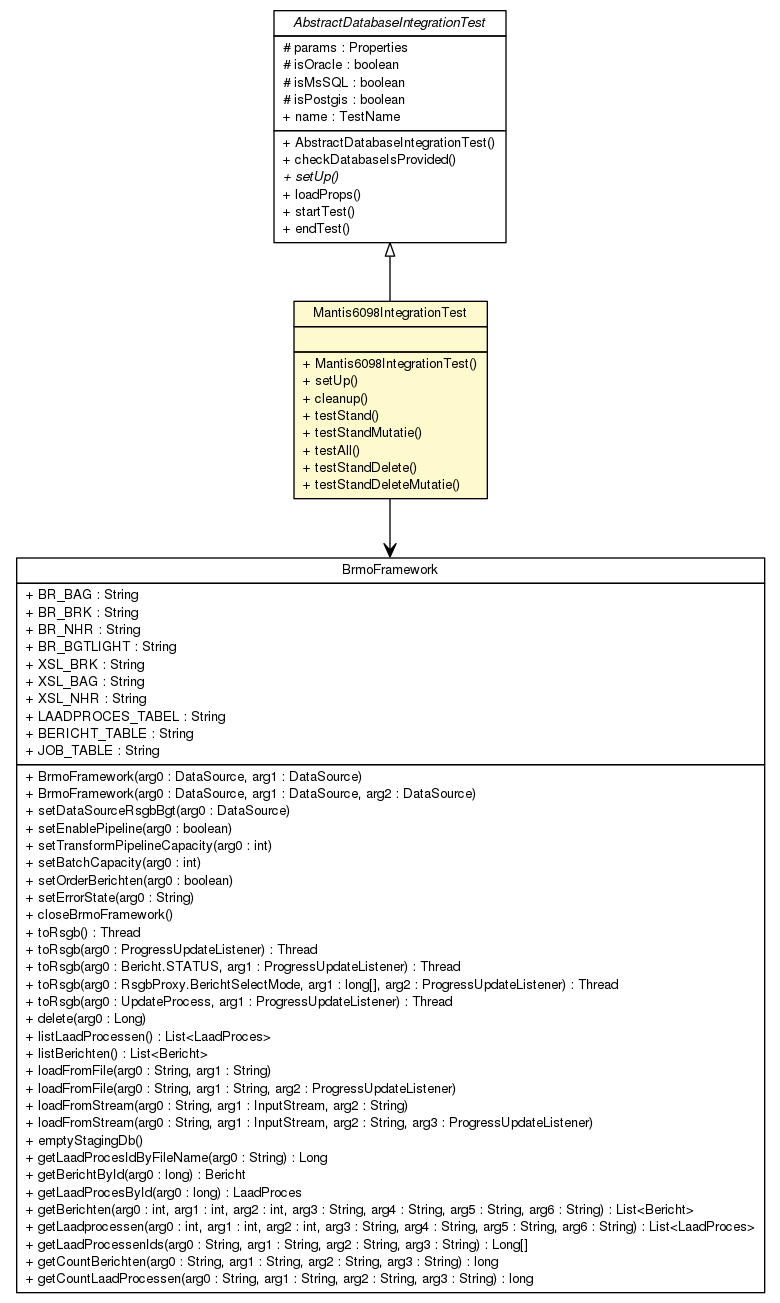 AbstractDatabaseIntegrationTest
# params : Properties
# isOracle : boolean
# isMsSQL : boolean
# isPostgis : boolean
+ name : TestName
+ AbstractDatabaseIntegrationTest()
+ checkDatabaseIsProvided()
+ setUp()
+ loadProps()
+ startTest()
+ endTest()
Mantis6098IntegrationTest
+ Mantis6098IntegrationTest()
+ setUp()
+ cleanup()
+ testStand()
+ testStandMutatie()
+ testAll()
+ testStandDelete()
+ testStandDeleteMutatie()
BrmoFramework
+ BR_BAG : String
+ BR_BRK : String
+ BR_NHR : String
+ BR_BGTLIGHT : String
+ XSL_BRK : String
+ XSL_BAG : String
+ XSL_NHR : String
+ LAADPROCES_TABEL : String
+ BERICHT_TABLE : String
+ JOB_TABLE : String
+ BrmoFramework(arg0 : DataSource, arg1 : DataSource)
+ BrmoFramework(arg0 : DataSource, arg1 : DataSource, arg2 : DataSource)
+ setDataSourceRsgbBgt(arg0 : DataSource)
+ setEnablePipeline(arg0 : boolean)
+ setTransformPipelineCapacity(arg0 : int)
+ setBatchCapacity(arg0 : int)
+ setOrderBerichten(arg0 : boolean)
+ setErrorState(arg0 : String)
+ closeBrmoFramework()
+ toRsgb() : Thread
+ toRsgb(arg0 : ProgressUpdateListener) : Thread
+ toRsgb(arg0 : Bericht.STATUS, arg1 : ProgressUpdateListener) : Thread
+ toRsgb(arg0 : RsgbProxy.BerichtSelectMode, arg1 : long[], arg2 : ProgressUpdateListener) : Thread
+ toRsgb(arg0 : UpdateProcess, arg1 : ProgressUpdateListener) : Thread
+ delete(arg0 : Long)
+ listLaadProcessen() : List<LaadProces>
+ listBerichten() : List<Bericht>
+ loadFromFile(arg0 : String, arg1 : String)
+ loadFromFile(arg0 : String, arg1 : String, arg2 : ProgressUpdateListener)
+ loadFromStream(arg0 : String, arg1 : InputStream, arg2 : String)
+ loadFromStream(arg0 : String, arg1 : InputStream, arg2 : String, arg3 : ProgressUpdateListener)
+ emptyStagingDb()
+ getLaadProcesIdByFileName(arg0 : String) : Long
+ getBerichtById(arg0 : long) : Bericht
+ getLaadProcesById(arg0 : long) : LaadProces
+ getBerichten(arg0 : int, arg1 : int, arg2 : int, arg3 : String, arg4 : String, arg5 : String, arg6 : String) : List<Bericht>
+ getLaadprocessen(arg0 : int, arg1 : int, arg2 : int, arg3 : String, arg4 : String, arg5 : String, arg6 : String) : List<LaadProces>
+ getLaadProcessenIds(arg0 : String, arg1 : String, arg2 : String, arg3 : String) : Long[]
+ getCountBerichten(arg0 : String, arg1 : String, arg2 : String, arg3 : String) : long
+ getCountLaadProcessen(arg0 : String, arg1 : String, arg2 : String, arg3 : String) : long